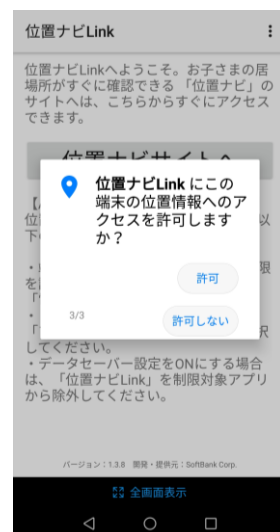 位置ナビLink
位置ナビLinkへようこそ。お子さまの居
場所がすぐに確認できる 「位置ナビ」の
サイトへは、こちらからすぐにアクセス
できます。
位置ナビLink にこの
端末の位置情報へのア
クセスを許可します
か？
許可
3/3
許可しない
してください。
・データセーバー設定をONにする場合
は、「位置ナビLink」を制限対象アプリ
から除外してください。
バージョン：1.3.8 開発・提供元：SoftBank Corp.
全画面表示